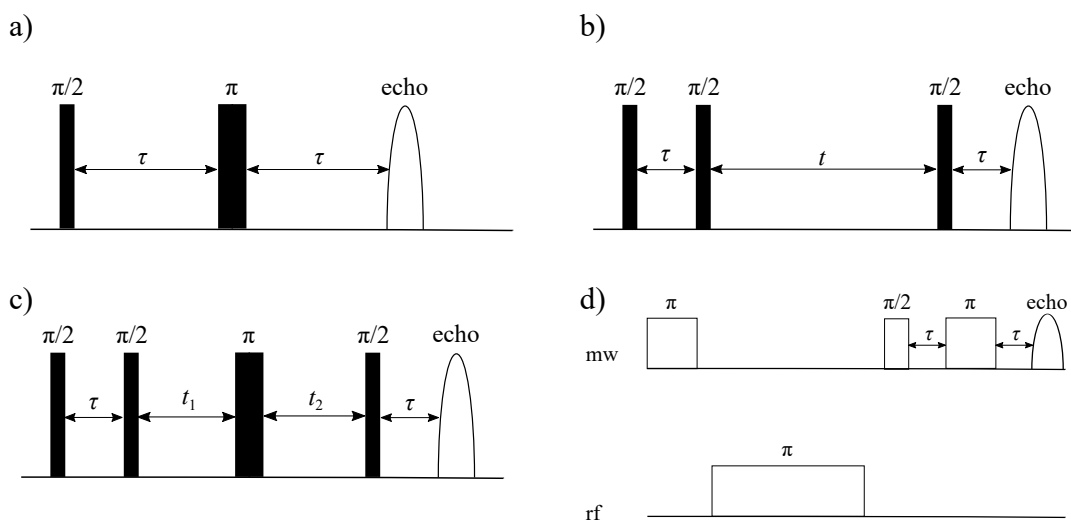 a)
π/2 π echo
τ τ
b)
π/2 π/2 π/2 echo
τ t τ
c)
π/2 π/2 π π/2 echo
τ t₁ t₂ τ
d)
π π/2 π echo
τ τ
mw
π
rf